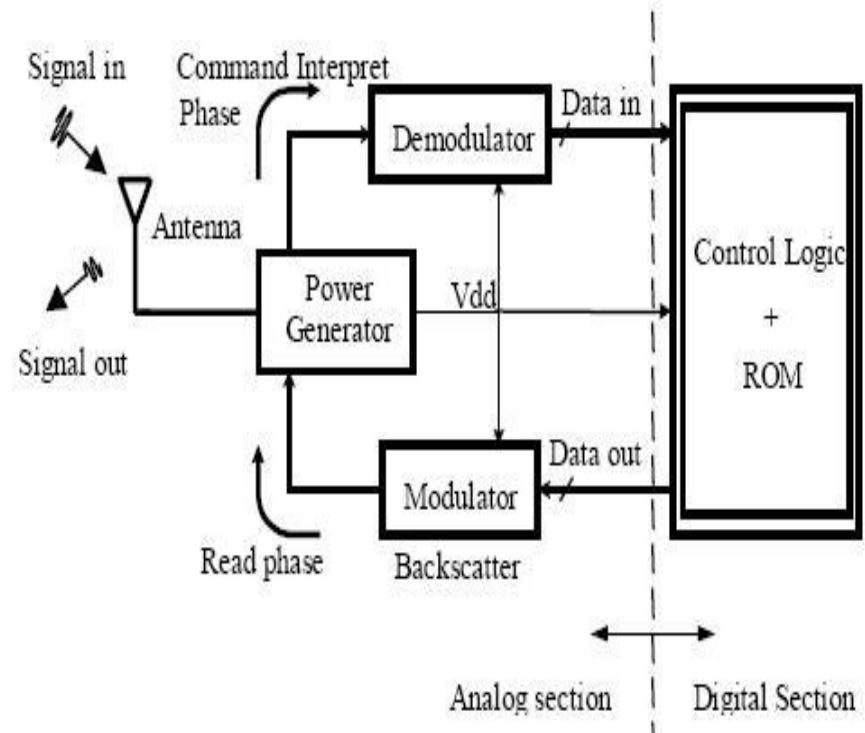 Signal in
Command Interpret
Phase
Demodulator
Data in
Antenna
Control Logic
+
ROM
Power
Generator
Vdd
Signal out
Modulator
Data out
Read phase
Backscatter
Analog section
Digital Section